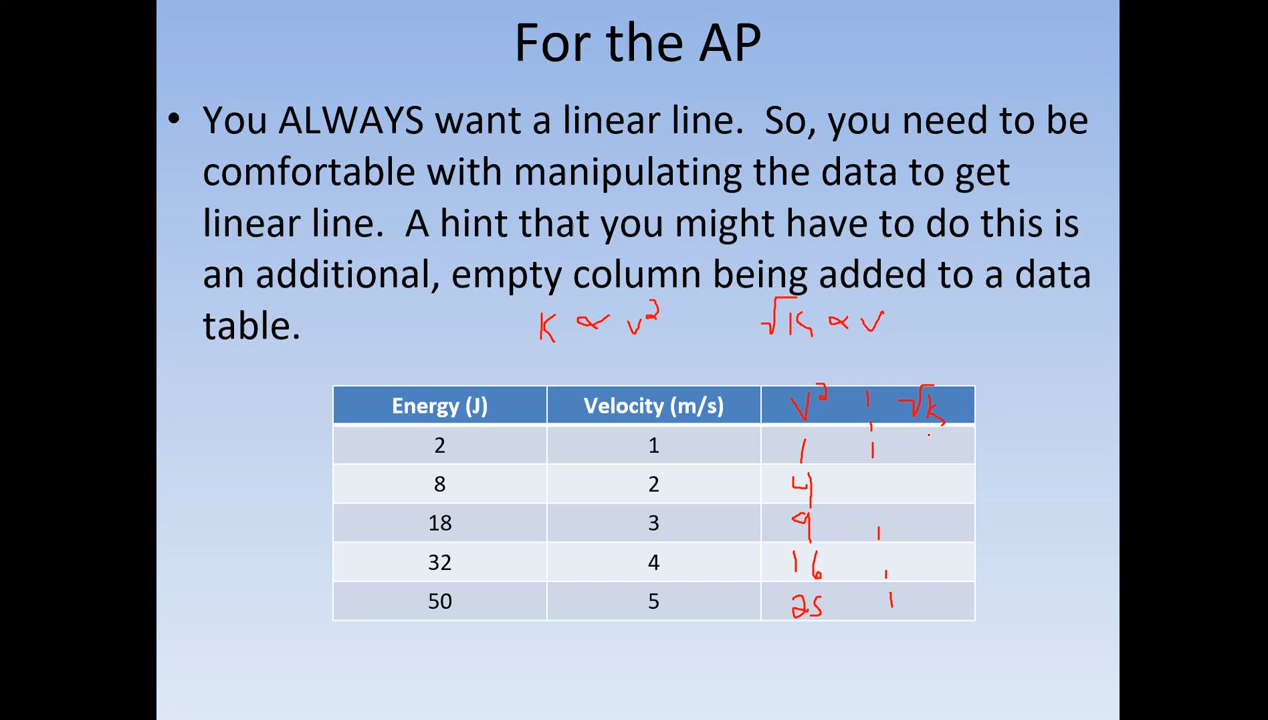 For the AP
• You ALWAYS want a linear line. So, you need to be
comfortable with manipulating the data to get
linear line. A hint that you might have to do this is
an additional, empty column being added to a data
table.
K ∝ v² √K ∝ v
Energy (J) Velocity (m/s) V² √K
2 1 1
8 2 4
18 3 9
32 4 16
50 5 25